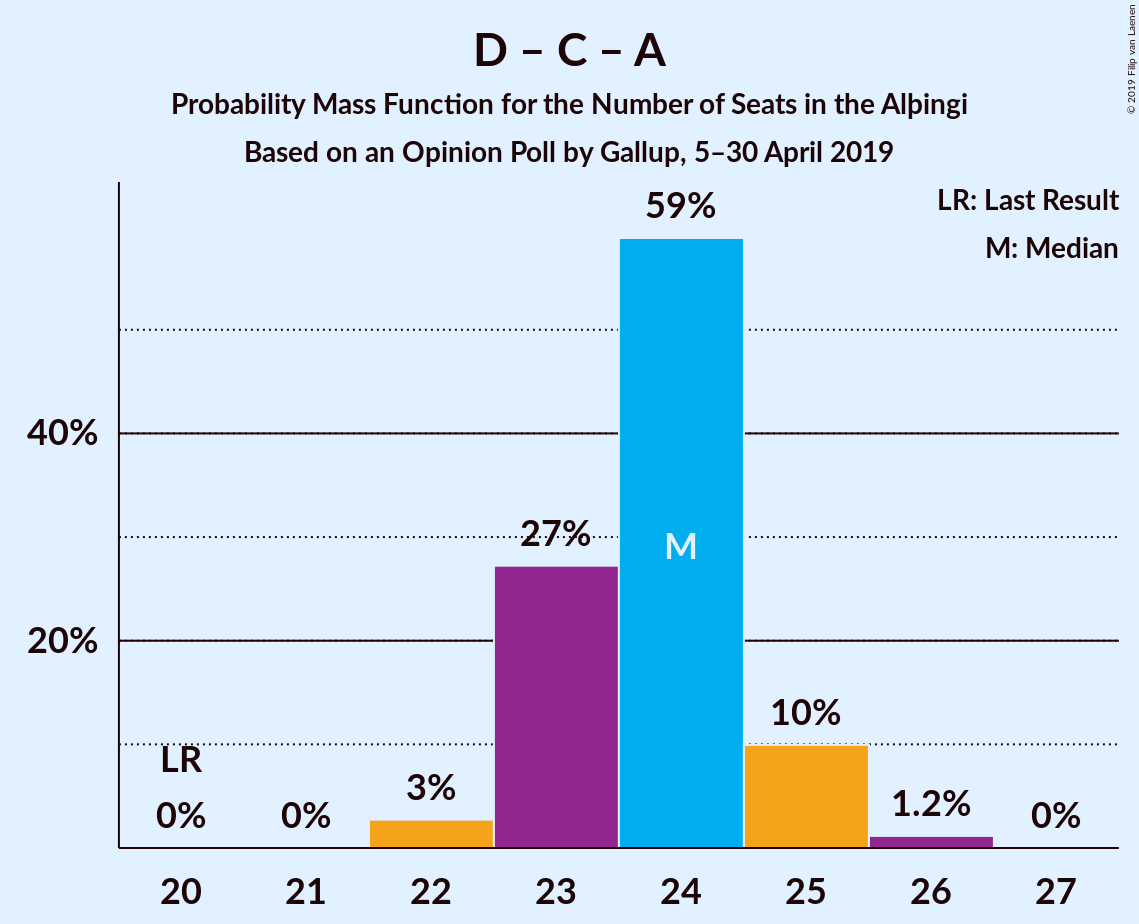 D – C – A
Probability Mass Function for the Number of Seats in the Alþingi
Based on an Opinion Poll by Gallup, 5–30 April 2019
© 2019 Filip van Laenen
LR: Last Result
M: Median
59%
40%
27%
M
20%
10%
LR
3%
1.2%
0%
0%
0%
20
21
22
23
24
25
26
27